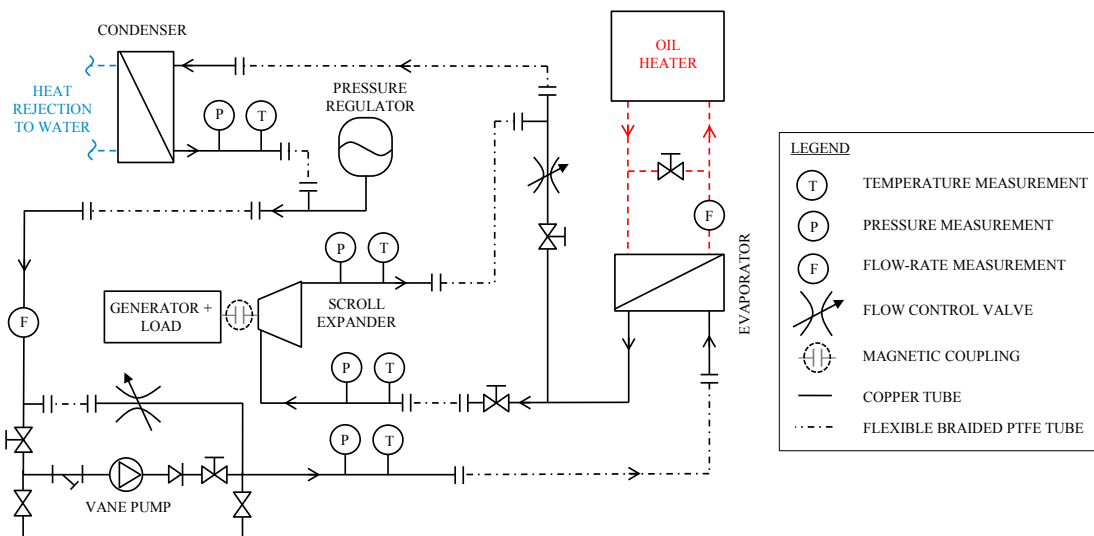 CONDENSER
HEAT
REJECTION
TO WATER
P
T
PRESSURE
REGULATOR
OIL
HEATER
F
EVAPORATOR
P
T
GENERATOR +
LOAD
SCROLL
EXPANDER
F
P
T
P
T
VANE PUMP
LEGEND
T
TEMPERATURE MEASUREMENT
P
PRESSURE MEASUREMENT
F
FLOW-RATE MEASUREMENT
FLOW CONTROL VALVE
MAGNETIC COUPLING
COPPER TUBE
FLEXIBLE BRAIDED PTFE TUBE